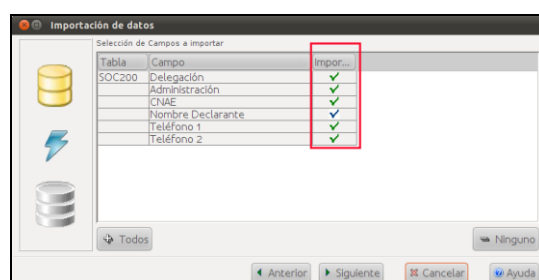 Importación de datos
Selección de Campos a importar
Tabla Campo Impor...
SOC200 Delegación
Administración
CNAE
Nombre Declarante
Teléfono 1
Teléfono 2
Todos Ninguno
Anterior Siguiente Cancelar Ayuda